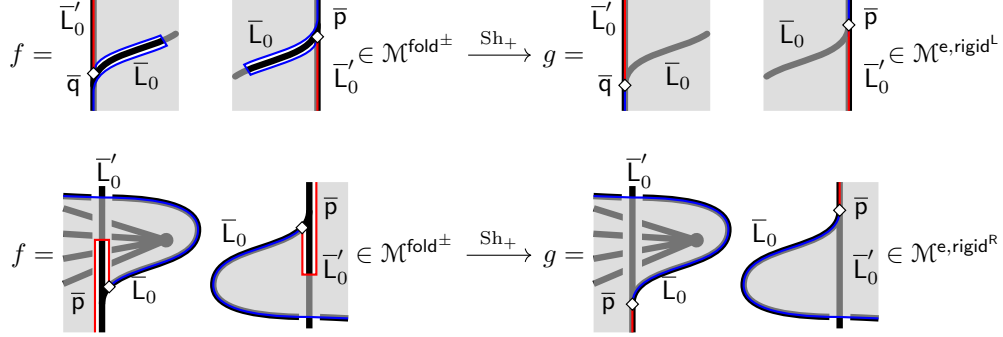 L̅′₀ L̅₀ p̅
f = q̅ L̅₀ L̅′₀ ∈ ℳ^{fold^±} —Sh₊→ g = L̅′₀ q̅ L̅₀ L̅₀ p̅ L̅′₀ ∈ ℳ^{e,rigid^L}
L̅′₀ L̅′₀
f = p̅ L̅₀ L̅₀ p̅ L̅′₀ ∈ ℳ^{fold^±} —Sh₊→ g = p̅ L̅₀ L̅₀ p̅ L̅′₀ ∈ ℳ^{e,rigid^R}